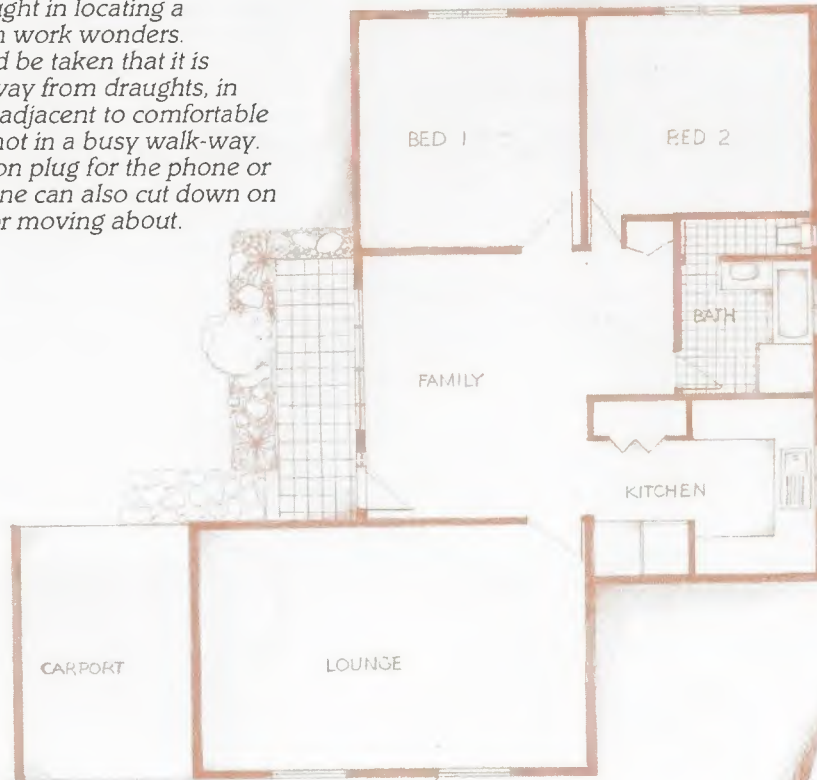 ught in locating a
n work wonders.
d be taken that it is
way from draughts, in
adjacent to comfortable
not in a busy walk-way.
on plug for the phone or
ne can also cut down on
r moving about.
BED 1
BED 2
BATH
FAMILY
KITCHEN
CARPORT
LOUNGE